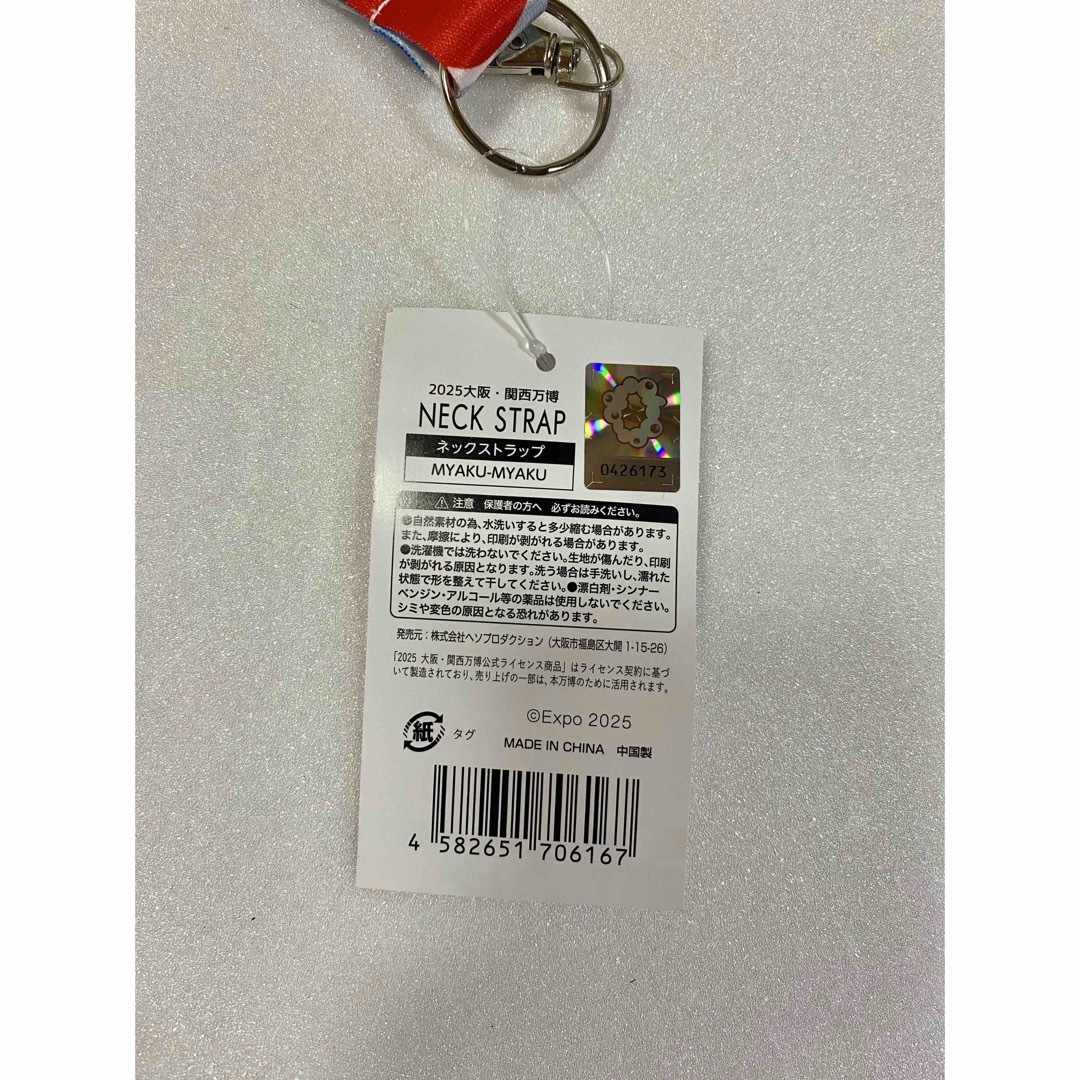 2025大阪・関西万博
NECK STRAP
ネックストラップ
MYAKU-MYAKU
0426173
注意 保護者の方へ 必ずお読みください。
●自然素材の為、水洗いすると多少縮む場合があります。
また、摩擦により、印刷が剥がれる場合があります。
●洗濯機では洗わないでください。生地が傷んだり、印刷
が剥がれる原因となります。洗う場合は手洗いし、濡れた
状態で形を整えて干してください。●漂白剤・シンナー
ベンジン・アルコール等の薬品は使用しないでください。
シミや変色の原因となる恐れがあります。
発売元：株式会社ヘソプロダクション（大阪市福島区大開 1-15-26）
「2025 大阪・関西万博公式ライセンス商品」はライセンス契約に基づ
いて製造されており、売り上げの一部は、本万博のために活用されます。
©Expo 2025
紙 タグ
MADE IN CHINA 中国製
4 582651 706167